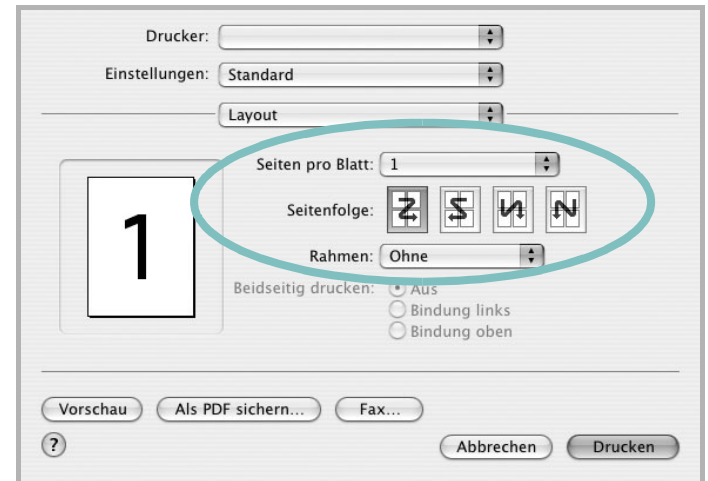 Drucker:
Einstellungen: Standard
Layout
Seiten pro Blatt: 1
Seitenfolge:
Rahmen: Ohne
Beidseitig drucken: Aus
Bindung links
Bindung oben
1
Vorschau Als PDF sichern... Fax...
? Abbrechen Drucken